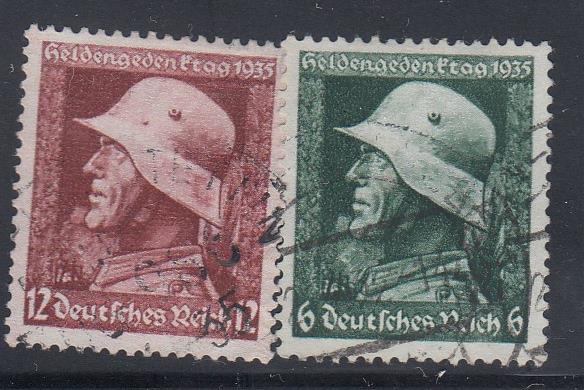 Heldengedenktag 1935
12 Deutsches Reich 12
Heldengedenktag 1935
6 Deutsches Reich 6